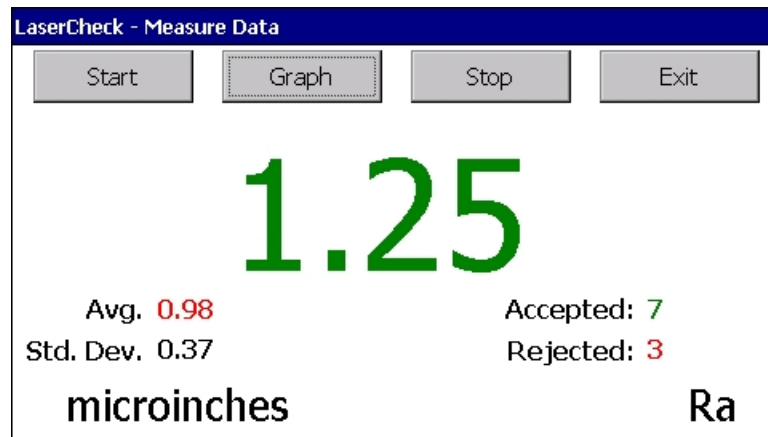 LaserCheck - Measure Data
Start Graph Stop Exit
1.25
Avg. 0.98 Accepted: 7
Std. Dev. 0.37 Rejected: 3
microinches Ra